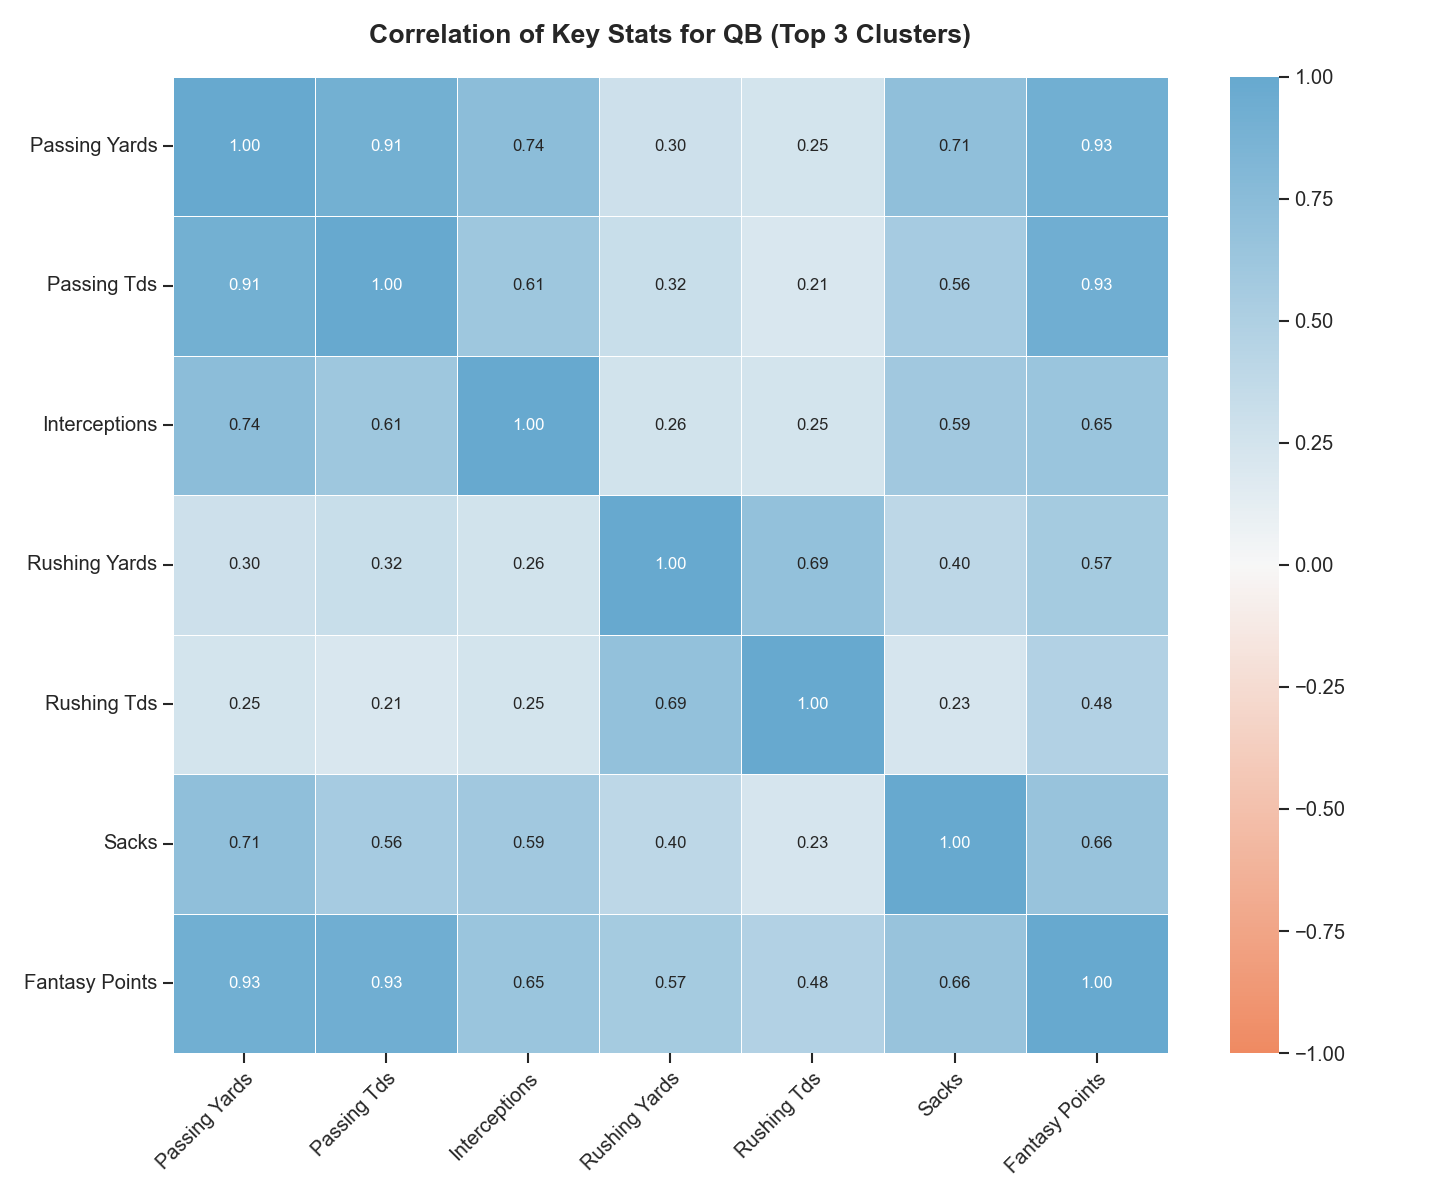 Correlation of Key Stats for QB (Top 3 Clusters)
Passing Yards 1.00 0.91 0.74 0.30 0.25 0.71 0.93
Passing Tds 0.91 1.00 0.61 0.32 0.21 0.56 0.93
Interceptions 0.74 0.61 1.00 0.26 0.25 0.59 0.65
Rushing Yards 0.30 0.32 0.26 1.00 0.69 0.40 0.57
Rushing Tds 0.25 0.21 0.25 0.69 1.00 0.23 0.48
Sacks 0.71 0.56 0.59 0.40 0.23 1.00 0.66
Fantasy Points 0.93 0.93 0.65 0.57 0.48 0.66 1.00
Passing Yards
Passing Tds
Interceptions
Rushing Yards
Rushing Tds
Sacks
Fantasy Points
1.00
0.75
0.50
0.25
0.00
−0.25
−0.50
−0.75
−1.00